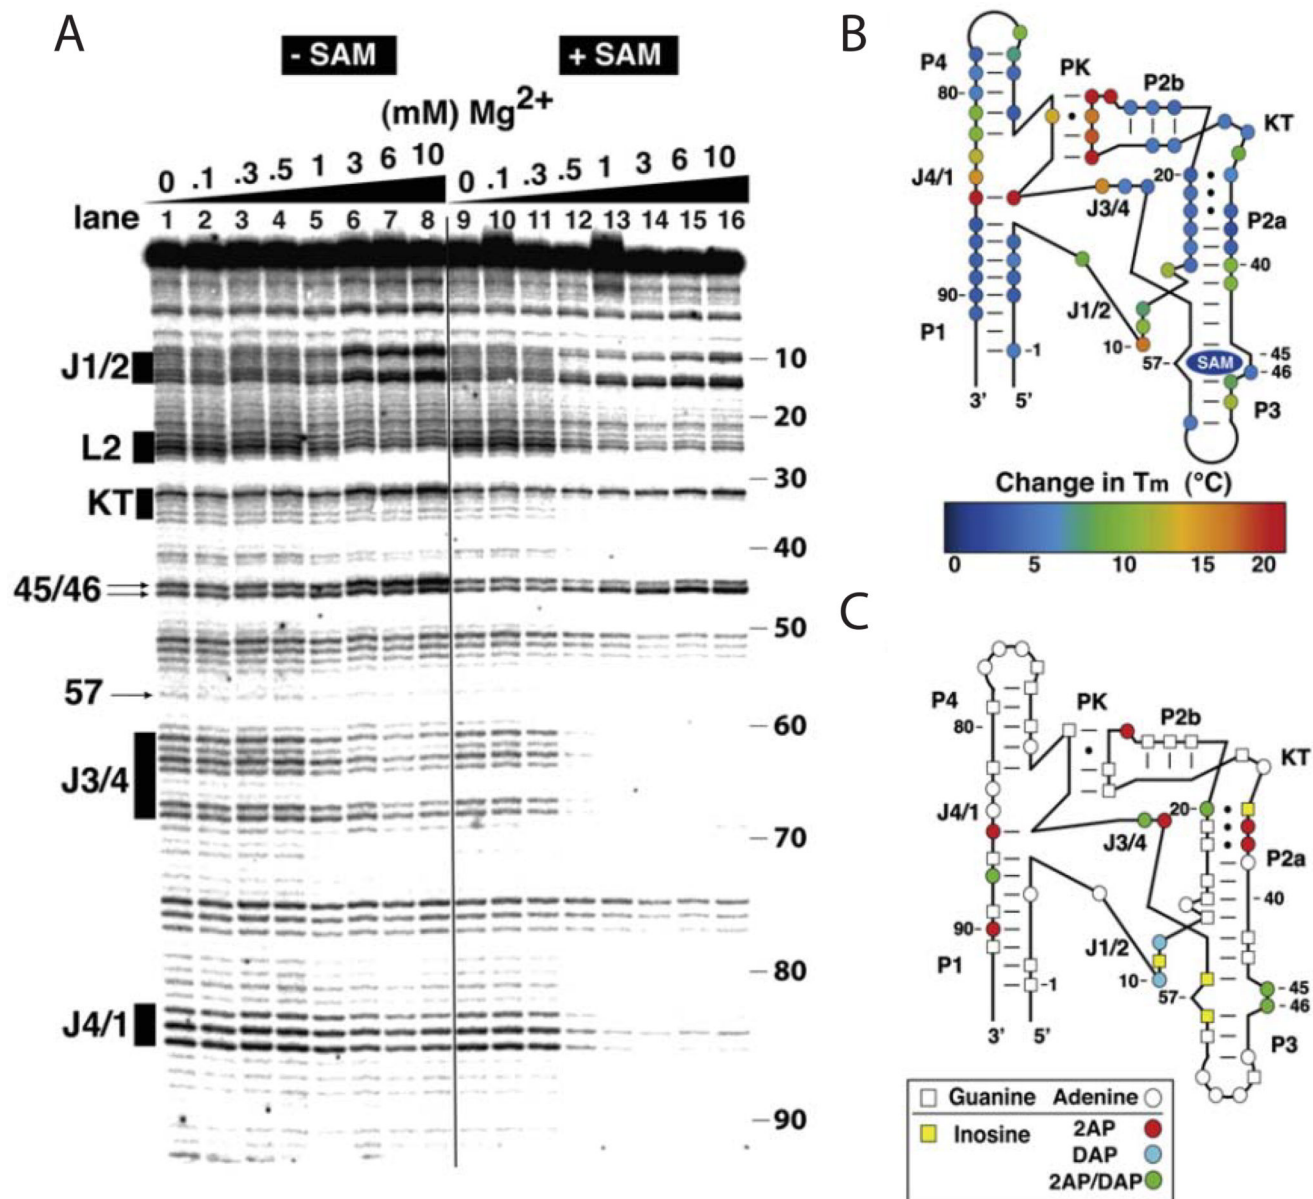 A
- SAM + SAM
(mM) Mg2+
0 .1 .3 .5 1 3 6 10 0 .1 .3 .5 1 3 6 10
lane 1 2 3 4 5 6 7 8 9 10 11 12 13 14 15 16
J1/2
10
20
L2
30
KT
40
45/46
50
57
60
J3/4
70
80
J4/1
90
B
P4
PK
P2b
80
KT
J4/1
20
J3/4
P2a
40
90
J1/2
P1
10
57
SAM
45
46
-1
3' 5'
P3
Change in Tm (°C)
0 5 10 15 20
C
P4
PK
P2b
80
KT
J4/1
20
J3/4
P2a
40
90
J1/2
P1
10
57
45
46
-1
3' 5'
P3
Guanine Adenine
Inosine
2AP
DAP
2AP/DAP